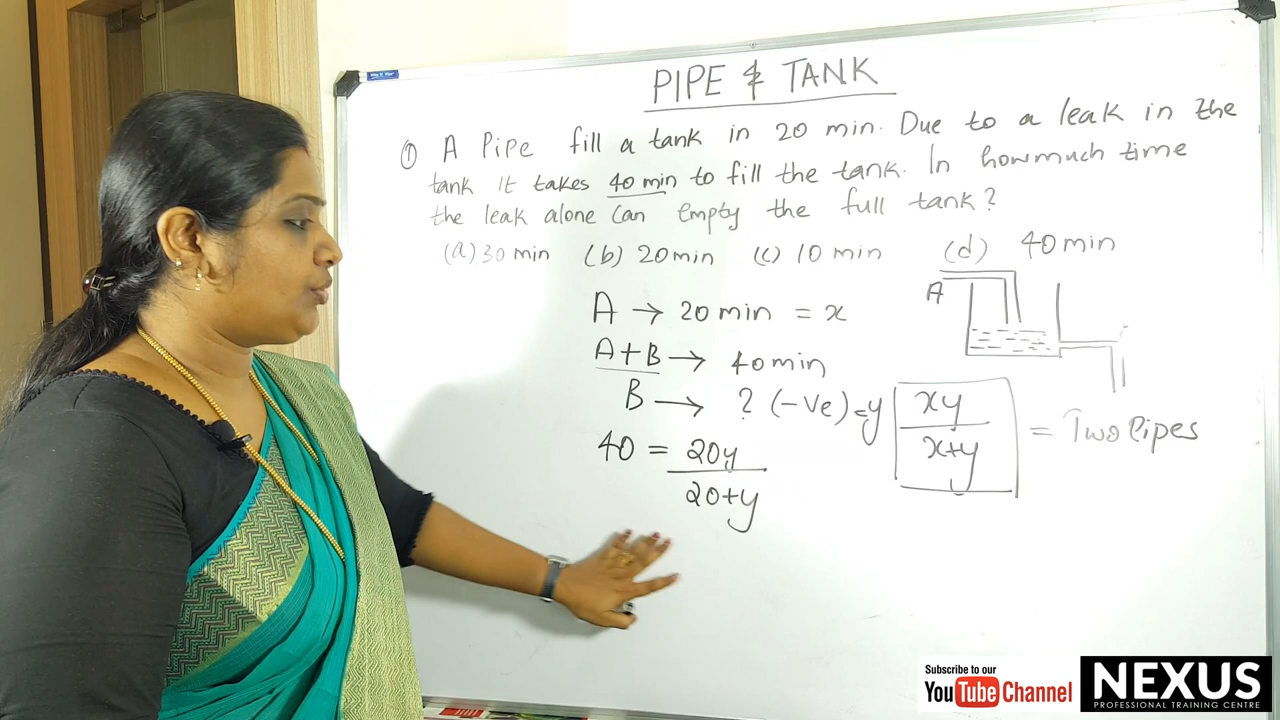 PIPE & TANK
① A Pipe fill a tank in 20 min. Due to a leak in the
tank It takes 40 min to fill the tank. In howmuch time
the leak alone Can empty the full tank?
(a) 30 min (b) 20 min (c) 10 min (d) 40 min
A
A → 20 min = x
A+B → 40 min
B → ? (-Ve) = y
xy
x+y
= Two Pipes
40 = 20y
20+y
Subscribe to our
YouTube Channel
NEXUS
PROFESSIONAL TRAINING CENTRE